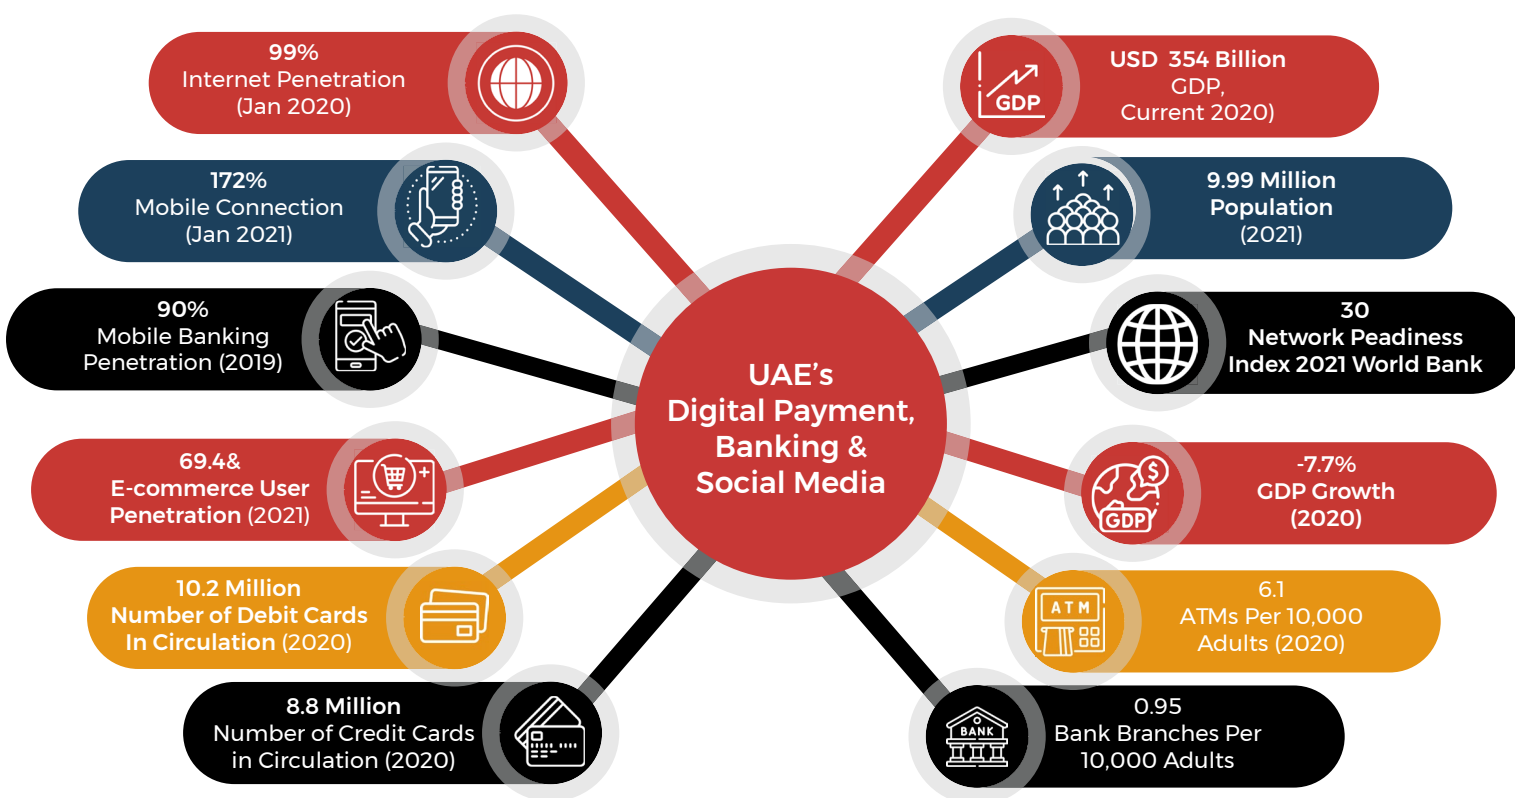 99%
Internet Penetration
(Jan 2020)
172%
Mobile Connection
(Jan 2021)
90%
Mobile Banking
Penetration (2019)
69.4&
E-commerce User
Penetration (2021)
10.2 Million
Number of Debit Cards
In Circulation (2020)
8.8 Million
Number of Credit Cards
in Circulation (2020)
UAE's
Digital Payment,
Banking &
Social Media
GDP
USD 354 Billion
GDP,
Current 2020)
9.99 Million
Population
(2021)
30
Network Peadiness
Index 2021 World Bank
$
GDP
-7.7%
GDP Growth
(2020)
ATM
6.1
ATMs Per 10,000
Adults (2020)
BANK
0.95
Bank Branches Per
10,000 Adults